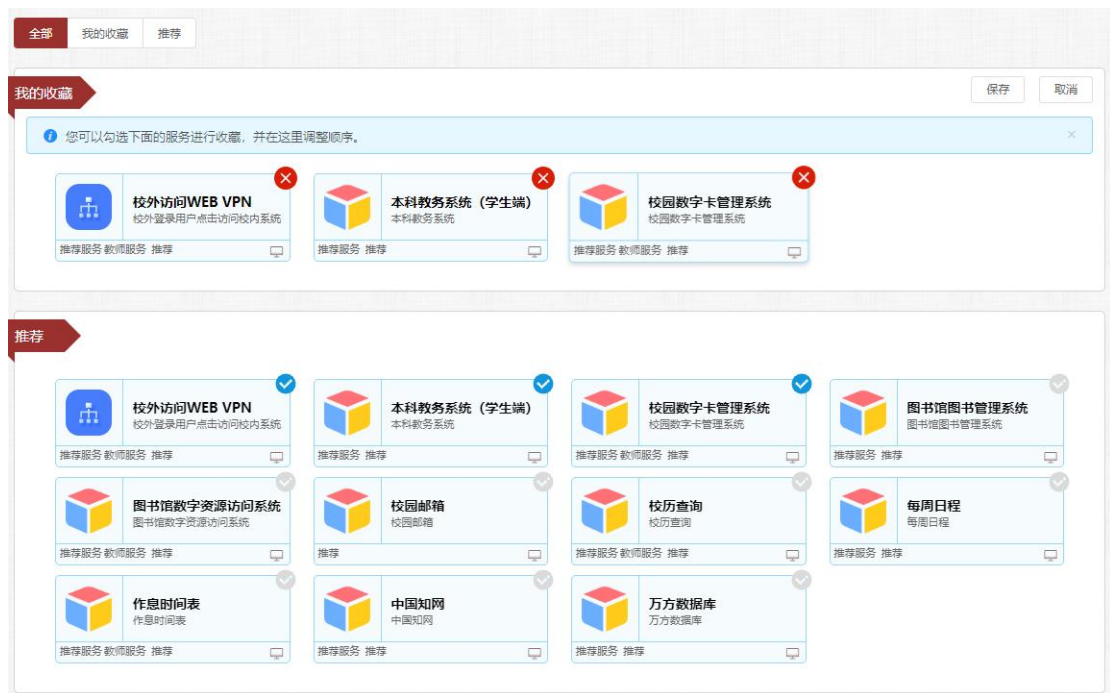 全部 我的收藏 推荐
我的收藏 保存 取消
您可以勾选下面的服务进行收藏，并在这里调整顺序。
校外访问WEB VPN
校外登录用户点击访问校内系统
推荐服务 教师服务 推荐
本科教务系统（学生端）
本科教务系统
推荐服务 推荐
校园数字卡管理系统
校园数字卡管理系统
推荐服务 教师服务 推荐
推荐
校外访问WEB VPN
校外登录用户点击访问校内系统
推荐服务 教师服务 推荐
本科教务系统（学生端）
本科教务系统
推荐服务 推荐
校园数字卡管理系统
校园数字卡管理系统
推荐服务 教师服务 推荐
图书馆图书管理系统
图书馆图书管理系统
推荐服务 推荐
图书馆数字资源访问系统
图书馆数字资源访问系统
推荐服务 教师服务 推荐
校园邮箱
校园邮箱
推荐
校历查询
校历查询
推荐服务 教师服务 推荐
每周日程
每周日程
推荐服务 推荐
作息时间表
作息时间表
推荐服务 教师服务 推荐
中国知网
中国知网
推荐服务 推荐
万方数据库
万方数据库
推荐服务 推荐